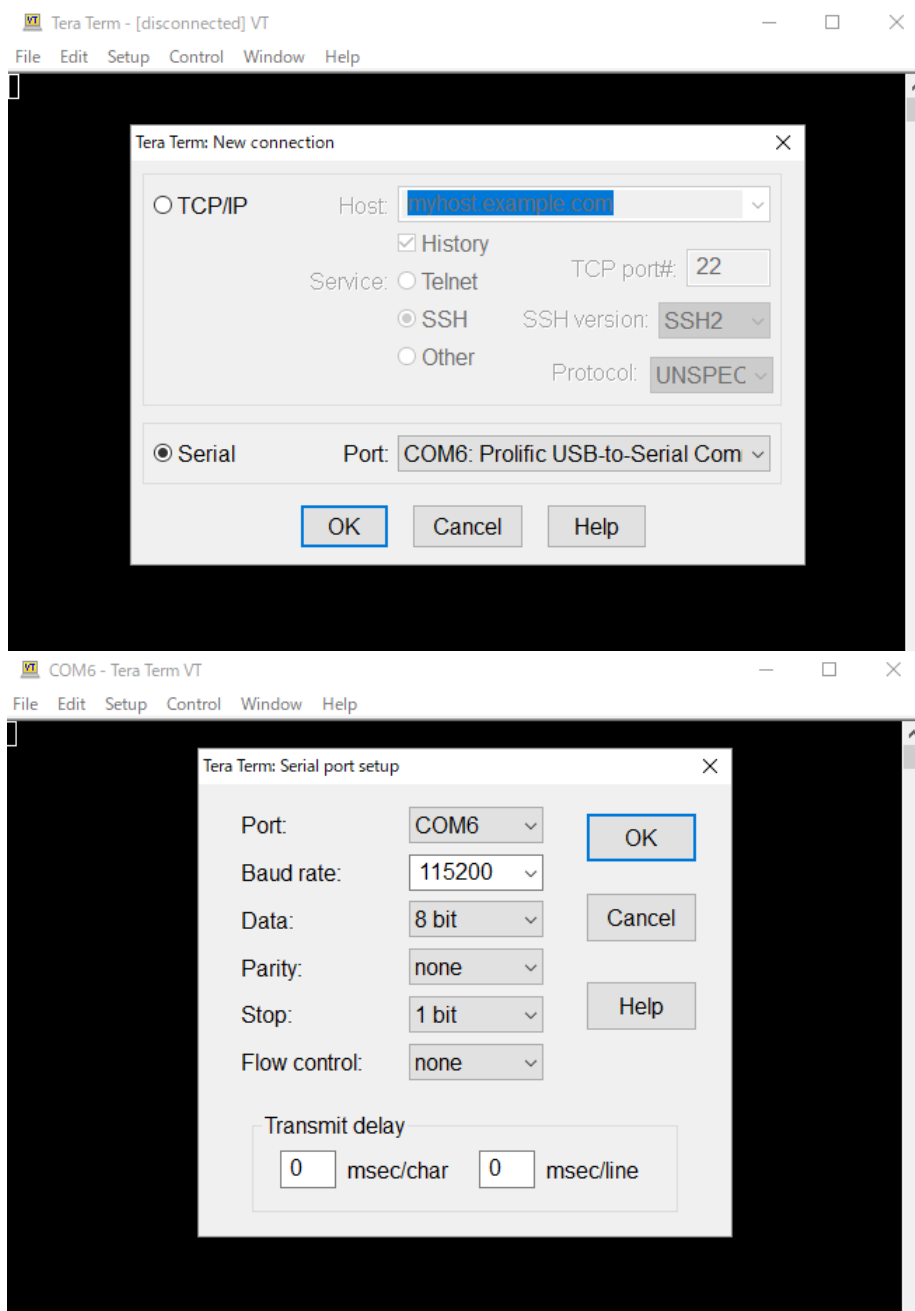 Tera Term - [disconnected] VT
File Edit Setup Control Window Help
Tera Term: New connection
TCP/IP Host: myhost.example.com
History
Service: Telnet TCP port#: 22
SSH SSH version: SSH2
Other Protocol: UNSPEC
Serial Port: COM6: Prolific USB-to-Serial Com
OK Cancel Help
COM6 - Tera Term VT
File Edit Setup Control Window Help
Tera Term: Serial port setup
Port: COM6 OK
Baud rate: 115200
Data: 8 bit Cancel
Parity: none
Stop: 1 bit Help
Flow control: none
Transmit delay
0 msec/char 0 msec/line